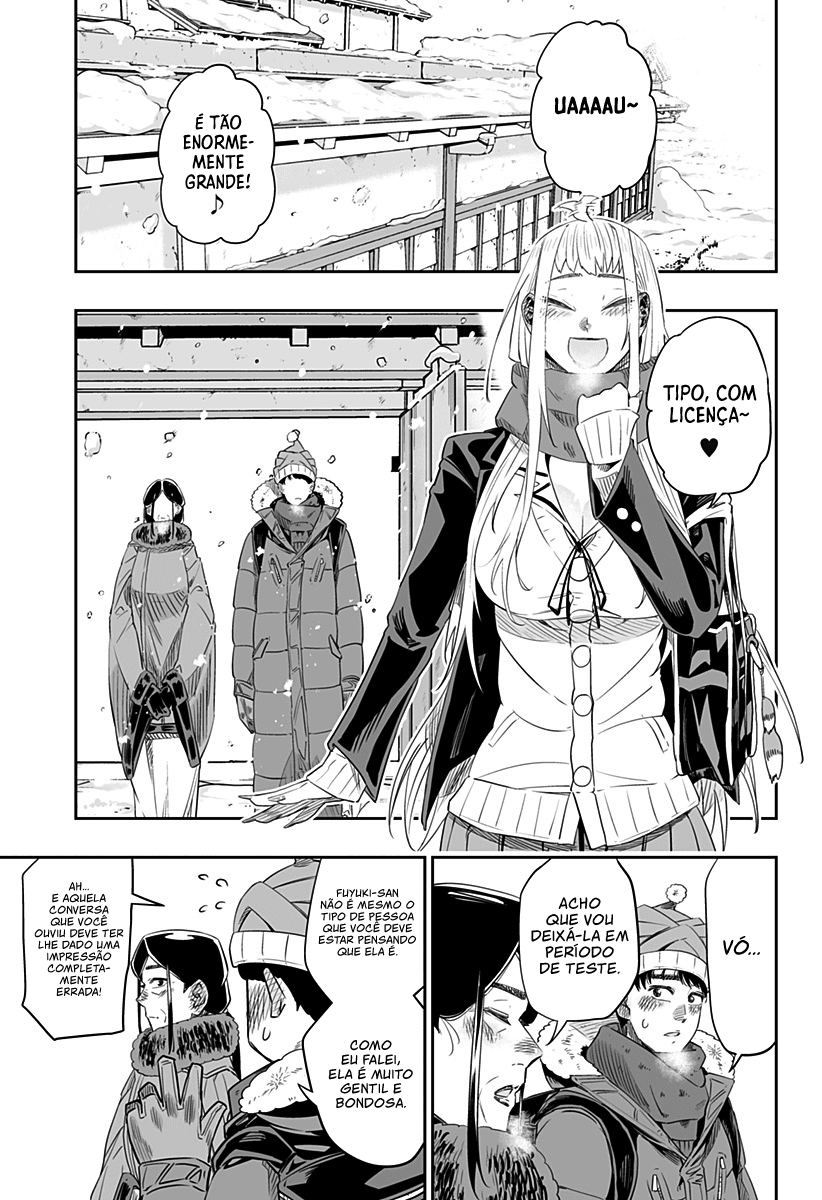 UAAAAU~
É TÃO
ENORME-
MENTE
GRANDE!
♪
TIPO, COM
LICENÇA~
♥
VÓ...
ACHO
QUE VOU
DEIXÁ-LA EM
PERÍODO
DE TESTE.
FUYUKI-SAN
NÃO É MESMO O
TIPO DE PESSOA
QUE VOCÊ DEVE
ESTAR PENSANDO
QUE ELA É.
COMO
EU FALEI,
ELA É MUITO
GENTIL E
BONDOSA.
AH...
E AQUELA
CONVERSA
QUE VOCÊ
OUVIU DEVE TER
LHE DADO UMA
IMPRESSÃO
COMPLETA-
MENTE
ERRADA!